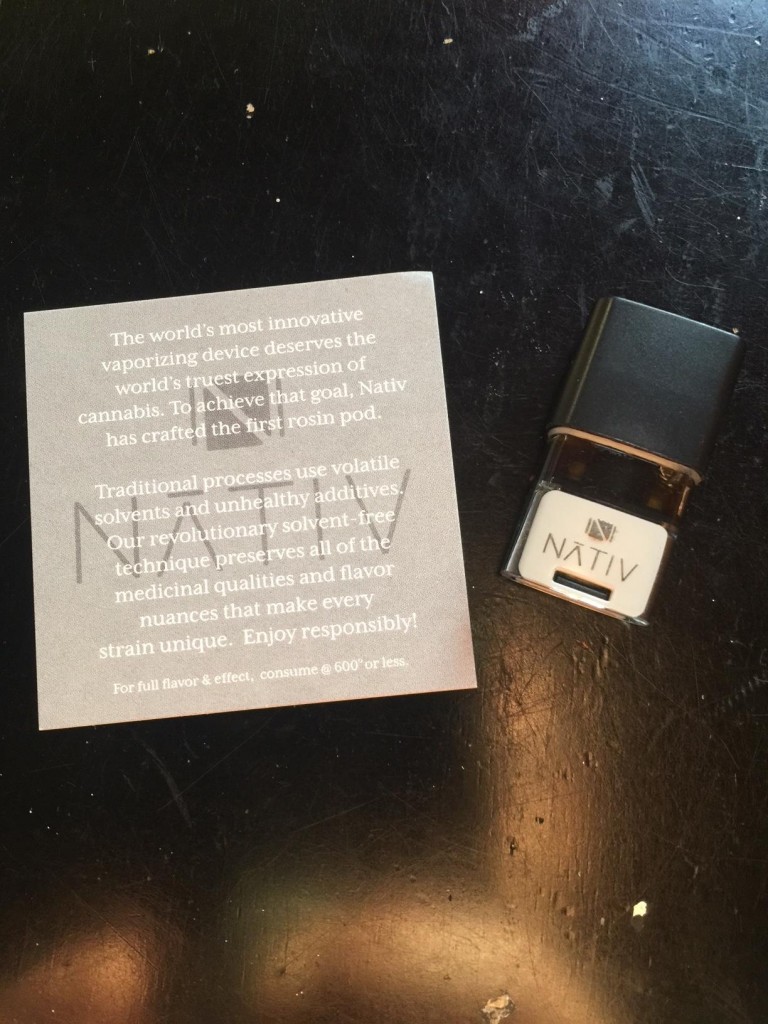 The world's most innovative
vaporizing device deserves the
world's truest expression of
cannabis. To achieve that goal, Nativ
has crafted the first rosin pod.
Traditional processes use volatile
solvents and unhealthy additives.
Our revolutionary solvent-free
technique preserves all of the
medicinal qualities and flavor
nuances that make every
strain unique. Enjoy responsibly!
For full flavor & effect, consume @ 600° or less.
N
NĀTIV
N
NĀTIV